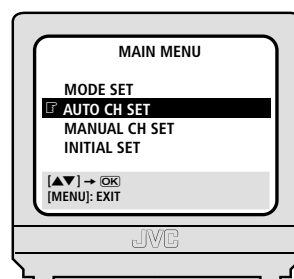 MAIN MENU
MODE SET
☞ AUTO CH SET
MANUAL CH SET
INITIAL SET
[▲▼] → OK
[MENU]: EXIT
JVC